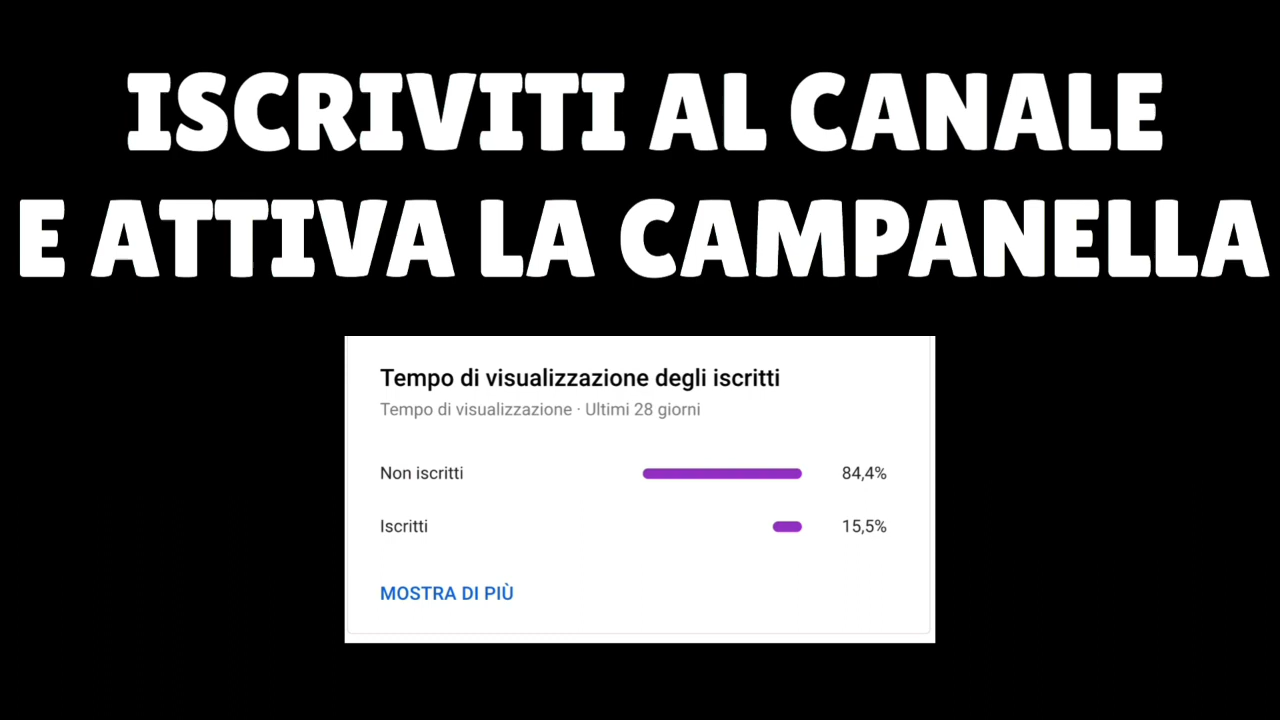 ISCRIVITI AL CANALE
E ATTIVA LA CAMPANELLA
Tempo di visualizzazione degli iscritti
Tempo di visualizzazione · Ultimi 28 giorni
Non iscritti 84,4%
Iscritti 15,5%
MOSTRA DI PIÙ